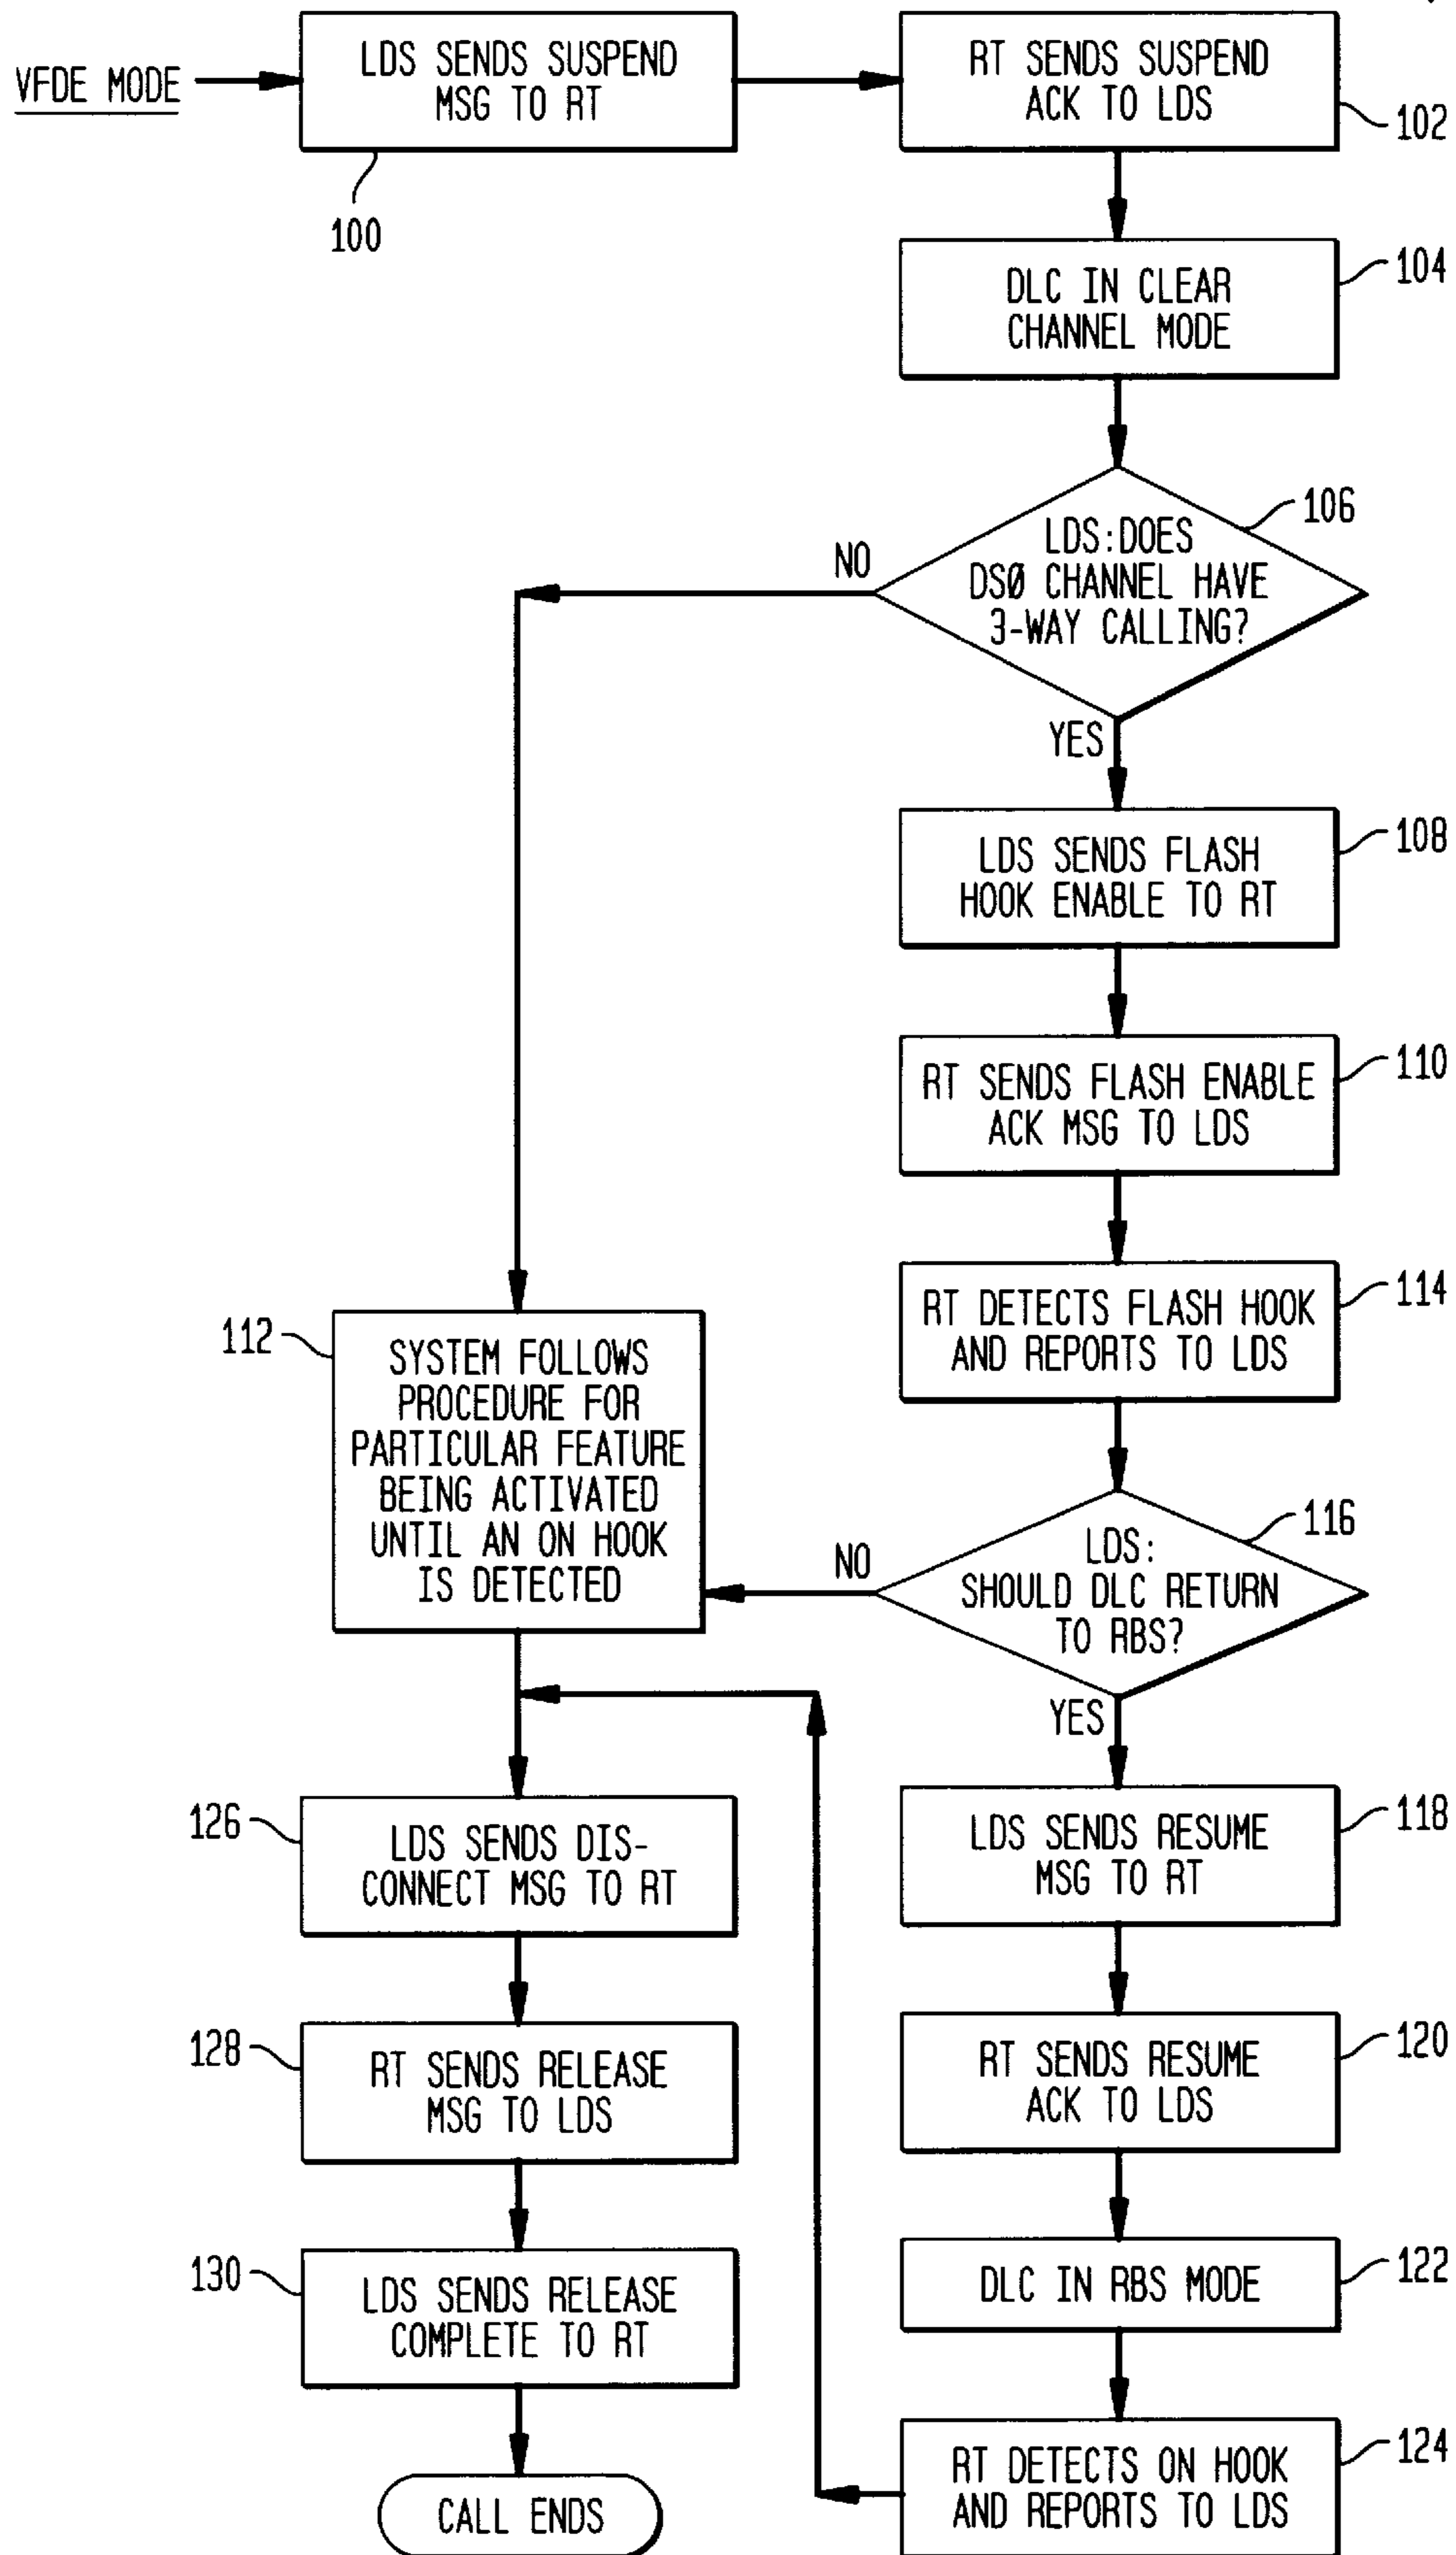 VFDE MODE
LDS SENDS SUSPEND
MSG TO RT
100
RT SENDS SUSPEND
ACK TO LDS
102
DLC IN CLEAR
CHANNEL MODE
104
LDS:DOES
DSØ CHANNEL HAVE
3-WAY CALLING?
106
NO
YES
LDS SENDS FLASH
HOOK ENABLE TO RT
108
RT SENDS FLASH ENABLE
ACK MSG TO LDS
110
RT DETECTS FLASH HOOK
AND REPORTS TO LDS
114
112
SYSTEM FOLLOWS
PROCEDURE FOR
PARTICULAR FEATURE
BEING ACTIVATED
UNTIL AN ON HOOK
IS DETECTED
LDS:
SHOULD DLC RETURN
TO RBS?
116
NO
YES
LDS SENDS RESUME
MSG TO RT
118
RT SENDS RESUME
ACK TO LDS
120
DLC IN RBS MODE
122
RT DETECTS ON HOOK
AND REPORTS TO LDS
124
126
LDS SENDS DIS-
CONNECT MSG TO RT
128
RT SENDS RELEASE
MSG TO LDS
130
LDS SENDS RELEASE
COMPLETE TO RT
CALL ENDS